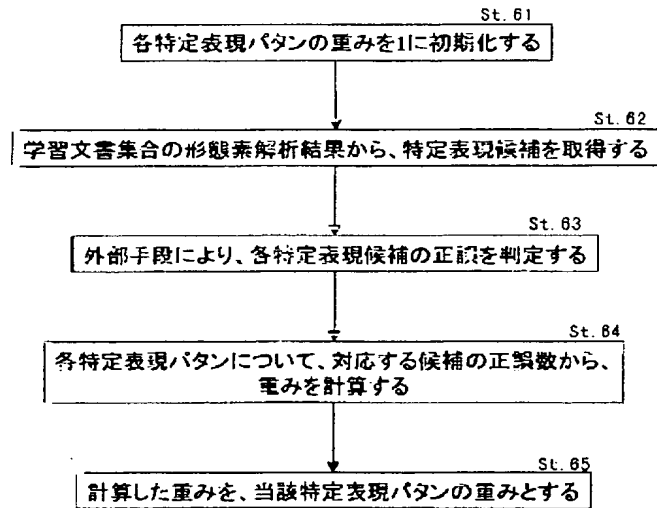 St.61
各特定表現パタンの重みを1に初期化する
St.62
学習文書集合の形態素解析結果から、特定表現候補を取得する
St.63
外部手段により、各特定表現候補の正誤を判定する
St.64
各特定表現パタンについて、対応する候補の正誤数から、
重みを計算する
St.65
計算した重みを、当該特定表現パタンの重みとする